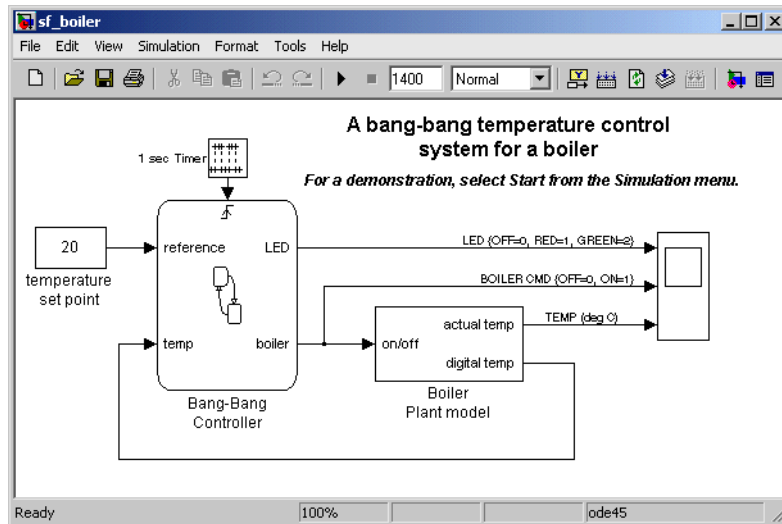 sf_boiler
File Edit View Simulation Format Tools Help
1400 Normal
A bang-bang temperature control
system for a boiler
For a demonstration, select Start from the Simulation menu.
1 sec Timer
20
temperature
set point
reference
LED
temp
boiler
Bang-Bang
Controller
LED {OFF=0, RED=1, GREEN=2}
BOILER CMD {OFF=0, ON=1}
TEMP (deg C)
on/off
actual temp
digital temp
Boiler
Plant model
Ready 100% ode45